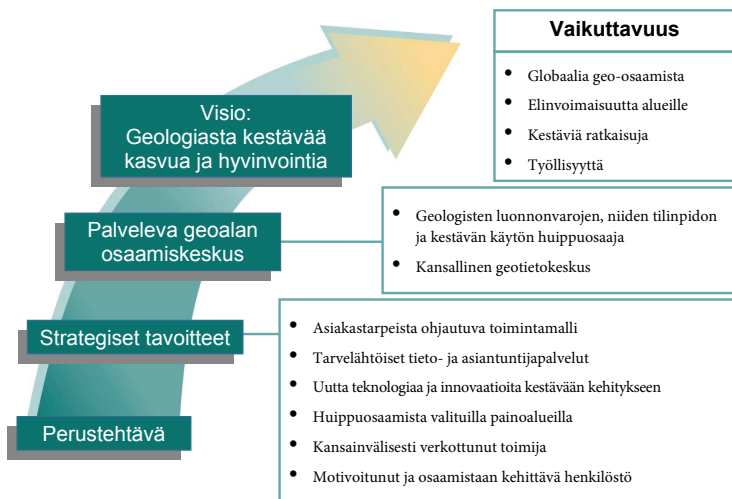 Vaikuttavuus
• Globaalia geo-osaamista
• Elinvoimaisuutta alueille
• Kestäviä ratkaisuja
• Työllisyyttä
Visio:
Geologiasta kestävää
kasvua ja hyvinvointia
Palveleva geoalan
osaamiskeskus
• Geologisten luonnonvarojen, niiden tilinpidon
ja kestävän käytön huippuosaaja
• Kansallinen geotietokeskus
Strategiset tavoitteet
• Asiakastarpeista ohjautuva toimintamalli
• Tarvelähtöiset tieto- ja asiantuntijapalvelut
• Uutta teknologiaa ja innovaatioita kestävään kehitykseen
• Huippuosaamista valituilla painoalueilla
• Kansainvälisesti verkottunut toimija
• Motivoitunut ja osaamistaan kehittävä henkilöstö
Perustehtävä